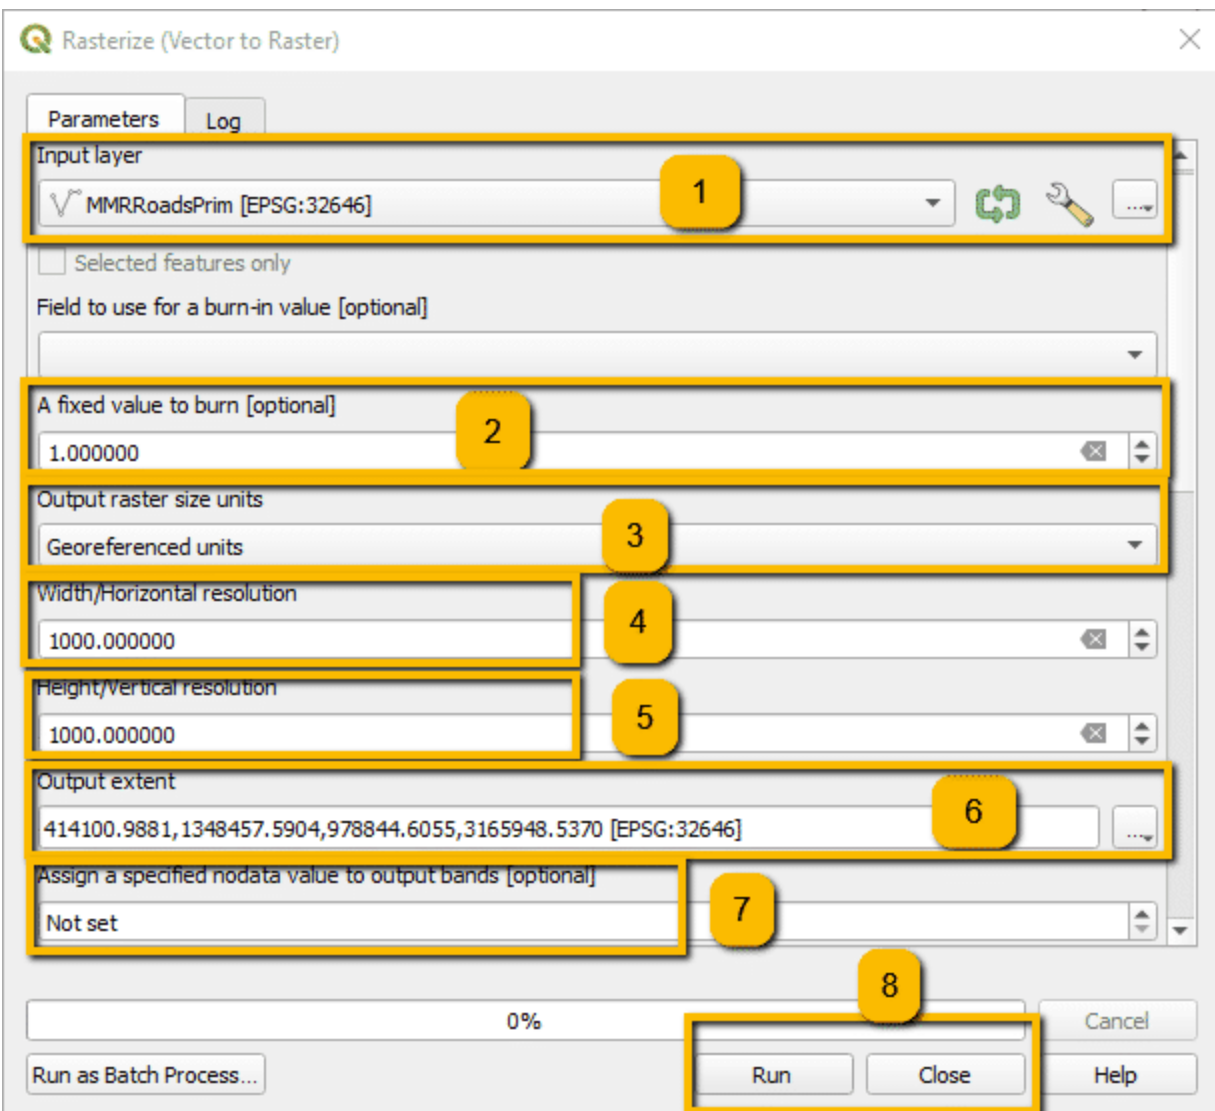 Rasterize (Vector to Raster)
Parameters
Log
Input layer
MMRRoadsPrim [EPSG:32646]
1
...
Selected features only
Field to use for a burn-in value [optional]
A fixed value to burn [optional]
2
1.000000
Output raster size units
3
Georeferenced units
Width/Horizontal resolution
4
1000.000000
Height/Vertical resolution
5
1000.000000
Output extent
6
414100.9881,1348457.5904,978844.6055,3165948.5370 [EPSG:32646]
...
Assign a specified nodata value to output bands [optional]
7
Not set
8
0%
Cancel
Run as Batch Process...
Run
Close
Help